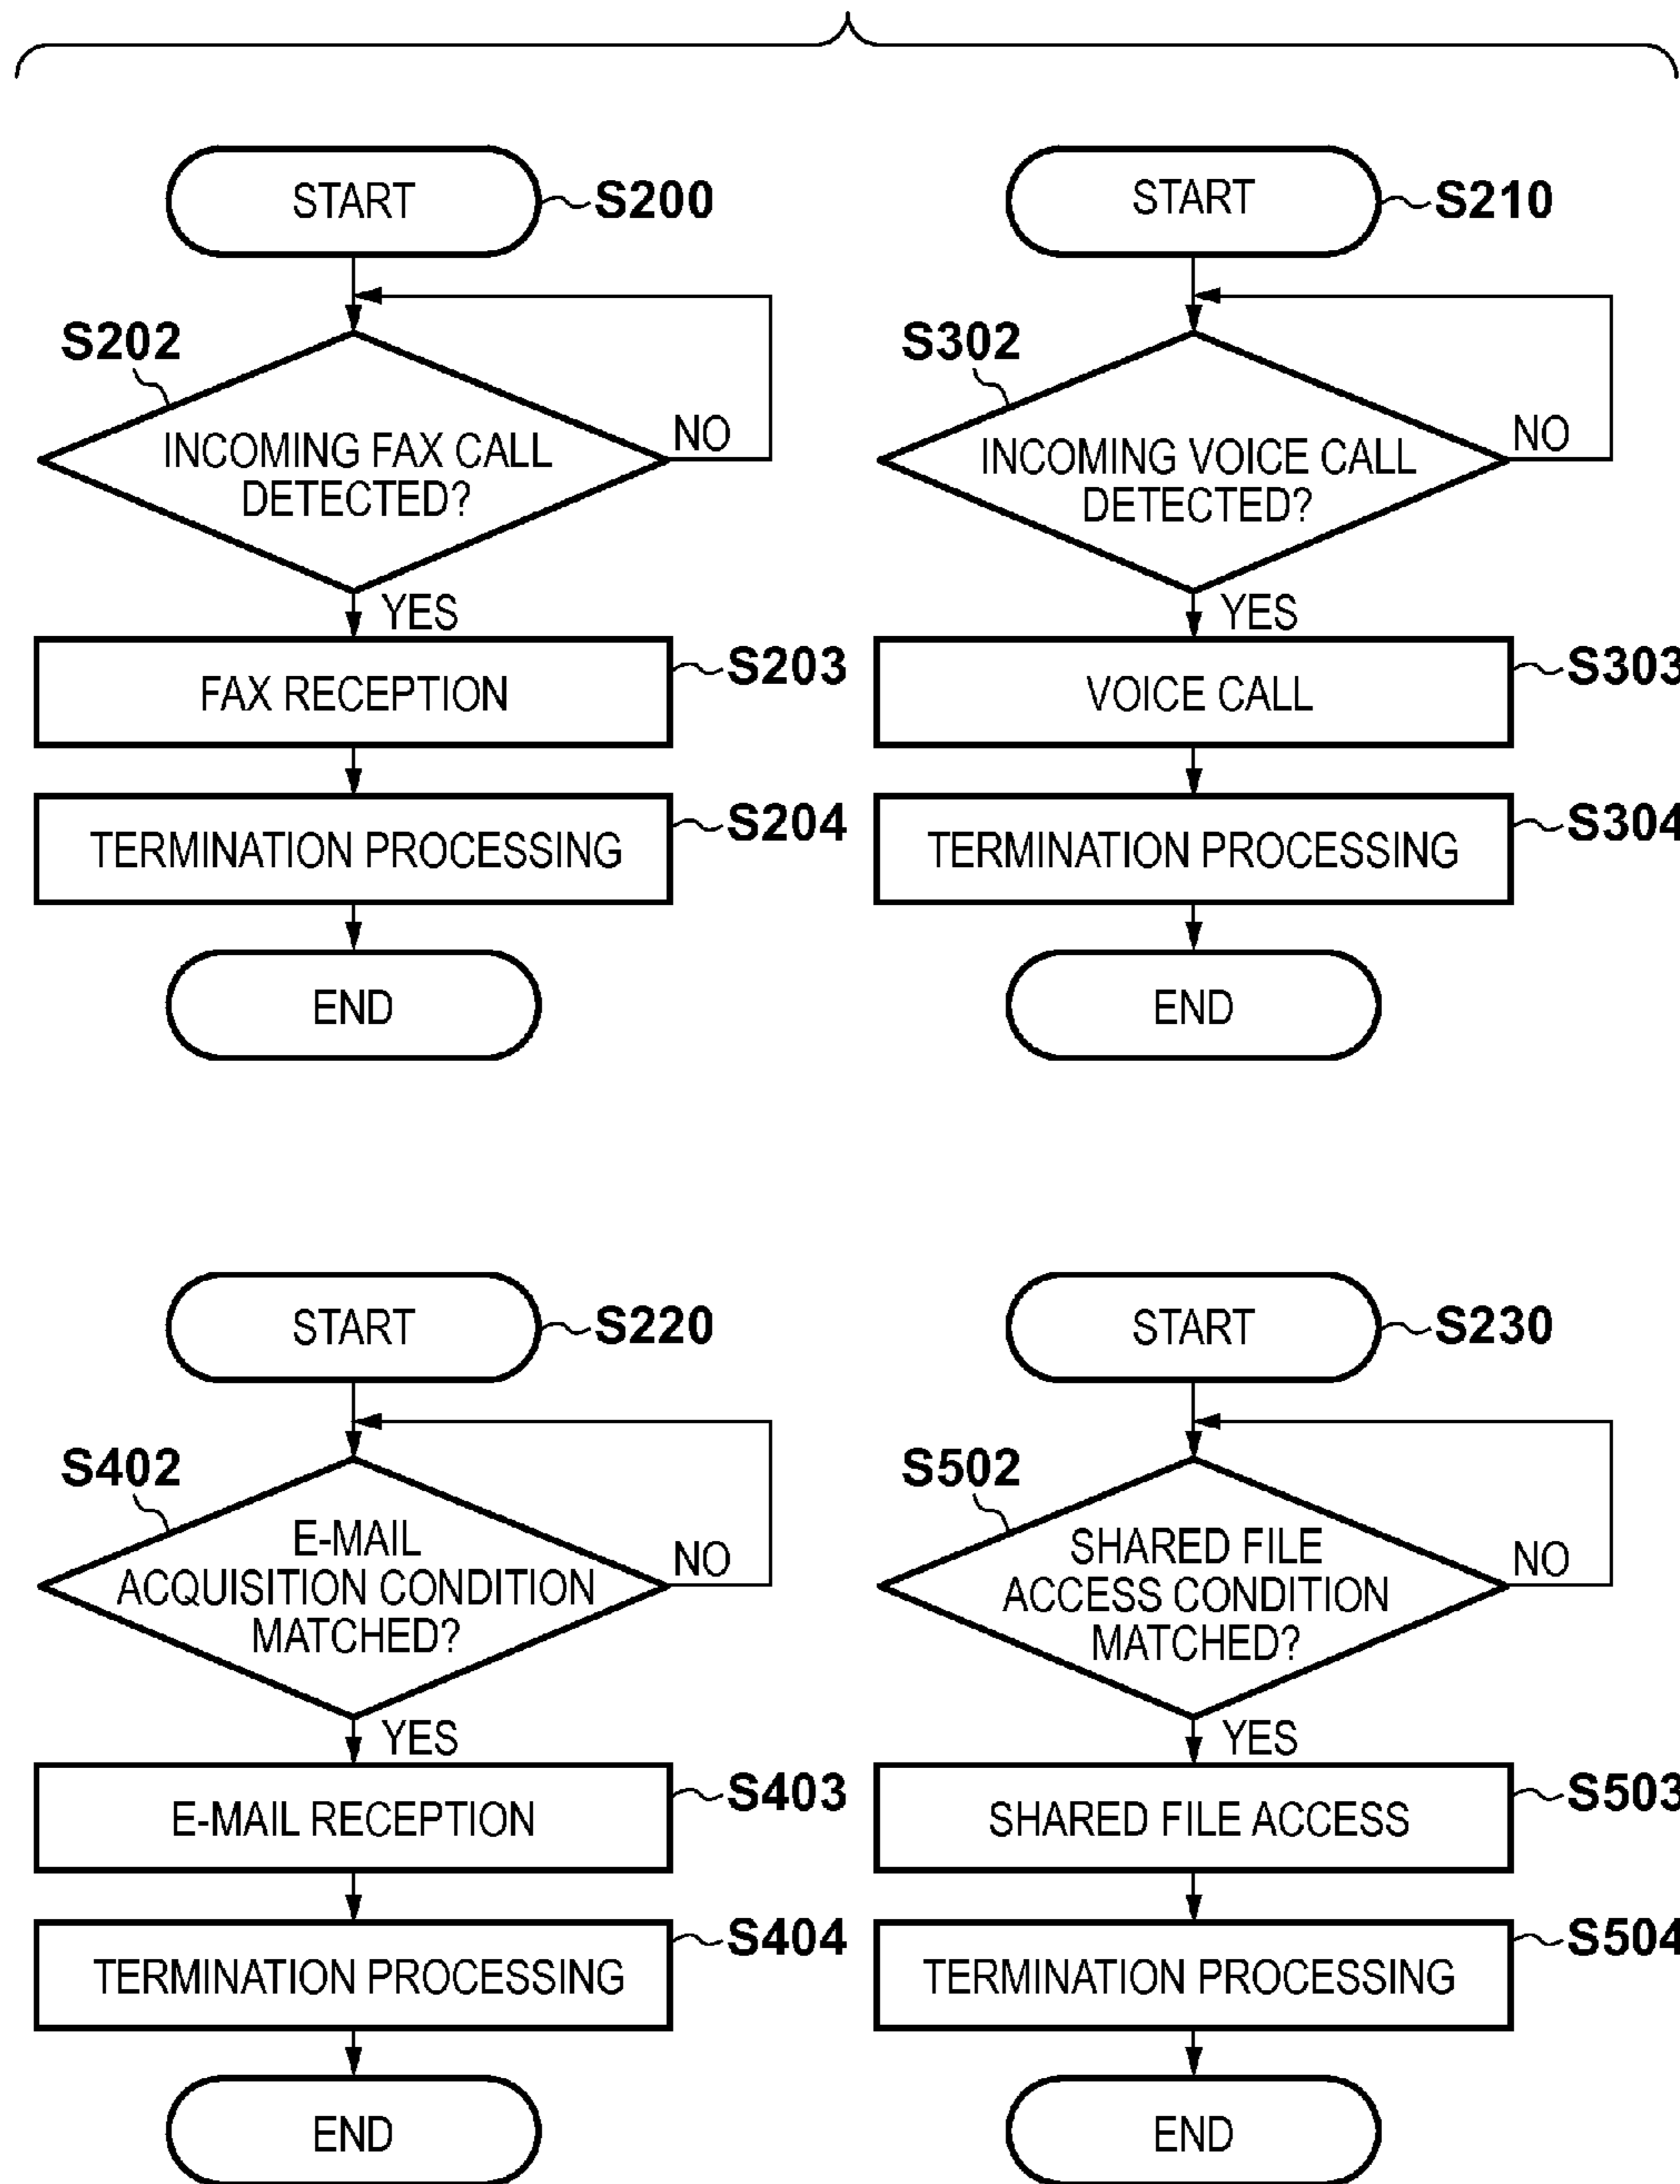 START
S200
S202
INCOMING FAX CALL
DETECTED?
NO
YES
FAX RECEPTION
S203
TERMINATION PROCESSING
S204
END
START
S210
S302
INCOMING VOICE CALL
DETECTED?
NO
YES
VOICE CALL
S303
TERMINATION PROCESSING
S304
END
START
S220
S402
E-MAIL
ACQUISITION CONDITION
MATCHED?
NO
YES
E-MAIL RECEPTION
S403
TERMINATION PROCESSING
S404
END
START
S230
S502
SHARED FILE
ACCESS CONDITION
MATCHED?
NO
YES
SHARED FILE ACCESS
S503
TERMINATION PROCESSING
S504
END